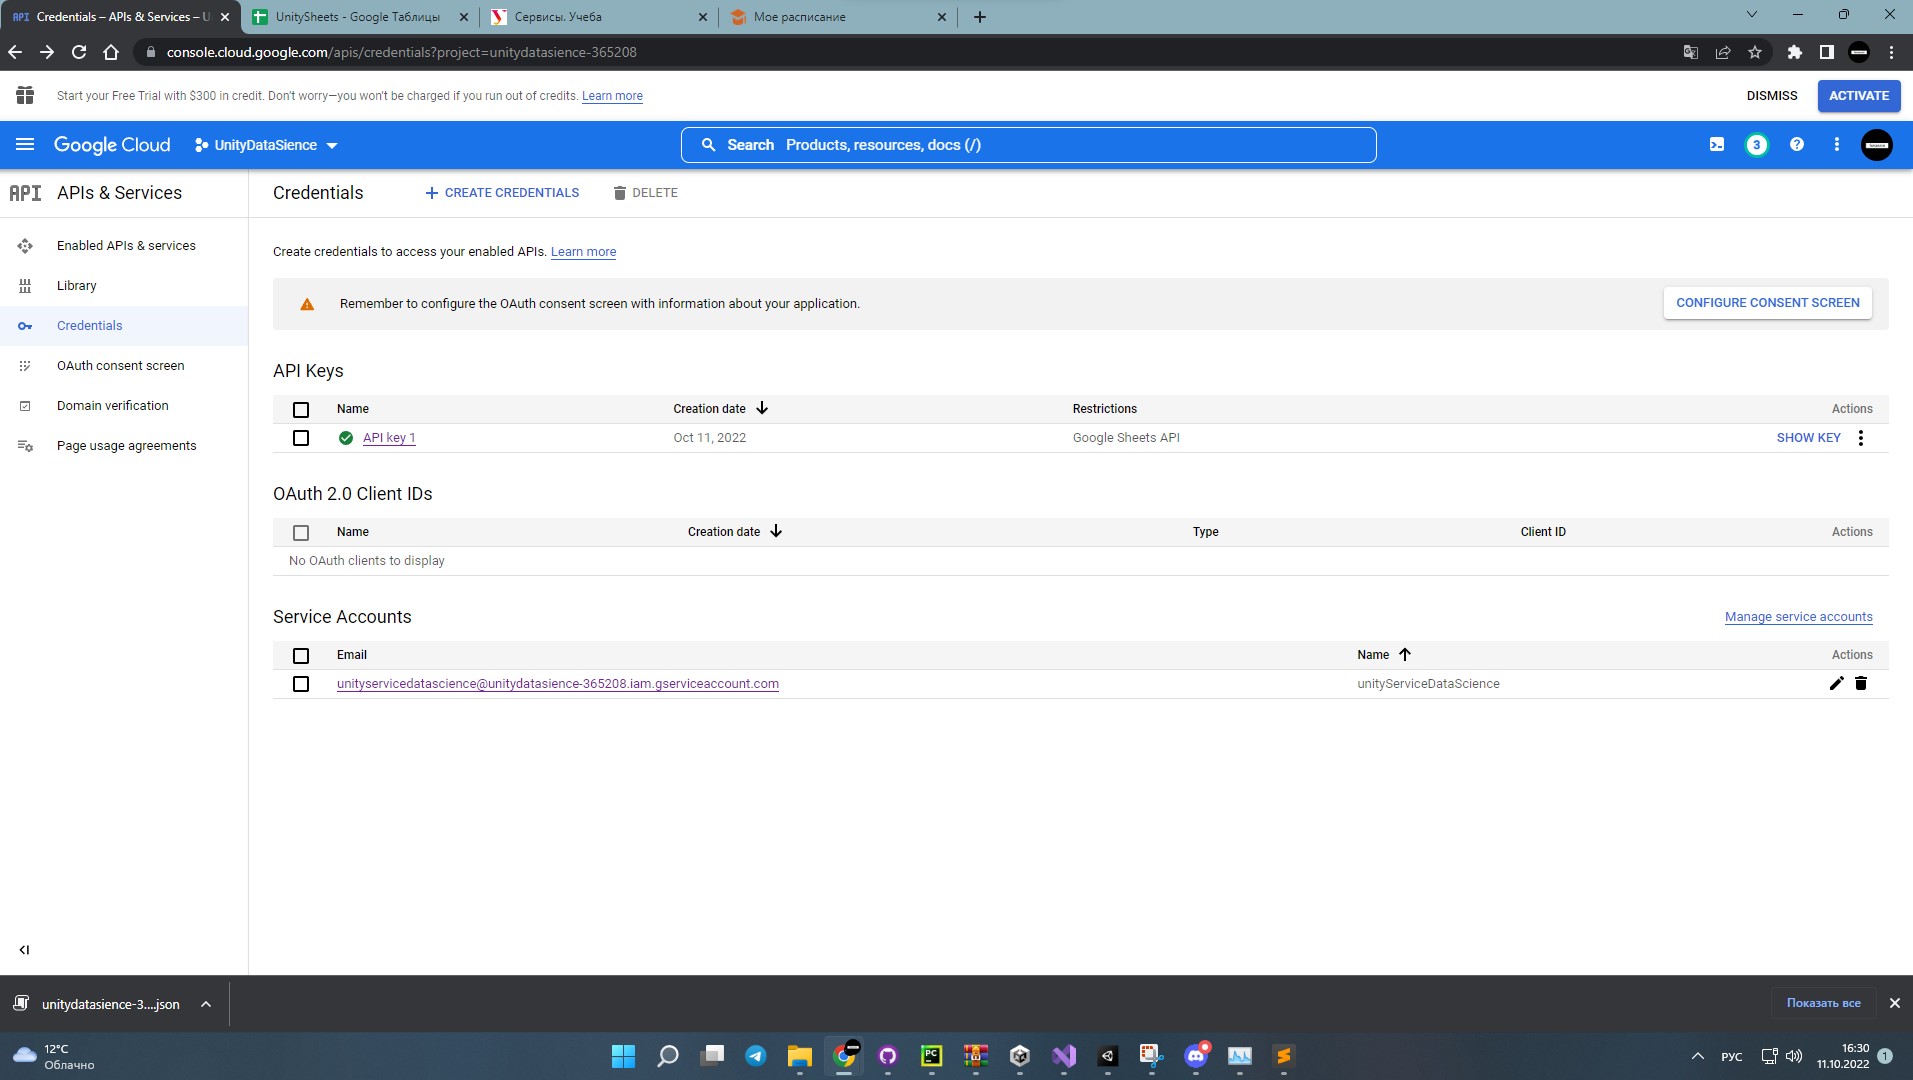 API Credentials – APIs & Services – U
UnitySheets - Google Таблицы
Сервисы. Учеба
Мое расписание
console.cloud.google.com/apis/credentials?project=unitydatasience-365208
Start your Free Trial with $300 in credit. Don't worry—you won't be charged if you run out of credits. Learn more
DISMISS
ACTIVATE
Google Cloud
UnityDataSience
Search Products, resources, docs (/)
3
API APIs & Services
Credentials
CREATE CREDENTIALS
DELETE
Enabled APIs & services
Library
Credentials
OAuth consent screen
Domain verification
Page usage agreements
Create credentials to access your enabled APIs. Learn more
Remember to configure the OAuth consent screen with information about your application.
CONFIGURE CONSENT SCREEN
API Keys
Name Creation date Restrictions Actions
API key 1 Oct 11, 2022 Google Sheets API SHOW KEY
OAuth 2.0 Client IDs
Name Creation date Type Client ID Actions
No OAuth clients to display
Service Accounts
Manage service accounts
Email Name Actions
unityservicedatascience@unitydatasience-365208.iam.gserviceaccount.com unityServiceDataScience
unitydatasience-3....json
Показать все
12°C
Облачно
PC
РУС
16:30
11.10.2022
1